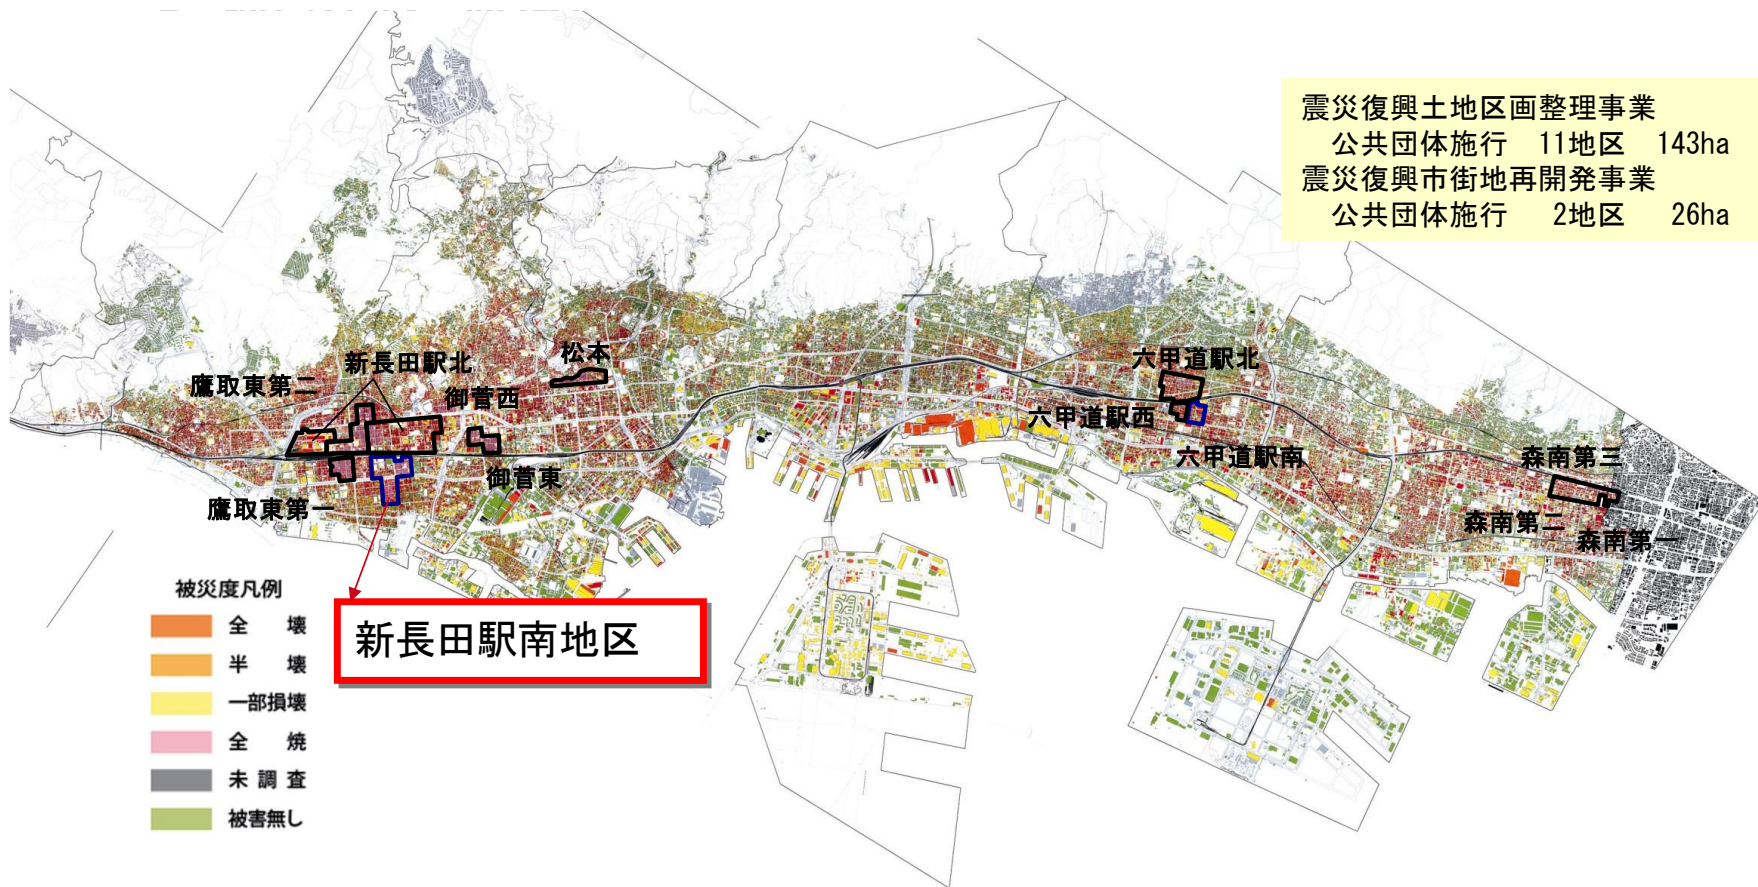 震災復興土地区画整理事業
公共団体施行 11地区 143ha
震災復興市街地再開発事業
公共団体施行 2地区 26ha
松本
新長田駅北
六甲道駅北
鷹取東第二
御菅西
六甲道駅西
六甲道駅南
森南第三
御菅東
鷹取東第一
森南第二
森南第一
新長田駅南地区
被災度凡例
全 壊
半 壊
一部損壊
全 焼
未 調 査
被害無し